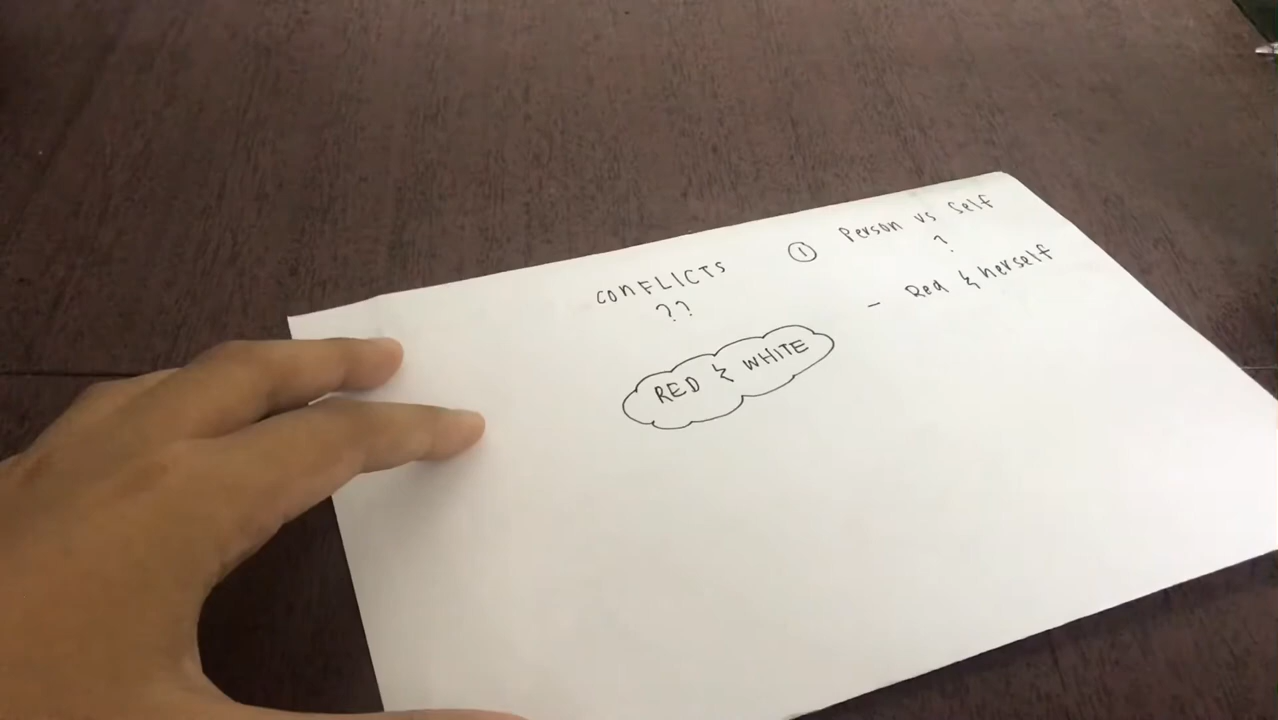 CONFLICTS
??
RED & WHITE
① Person vs Self
?
- Red & herself